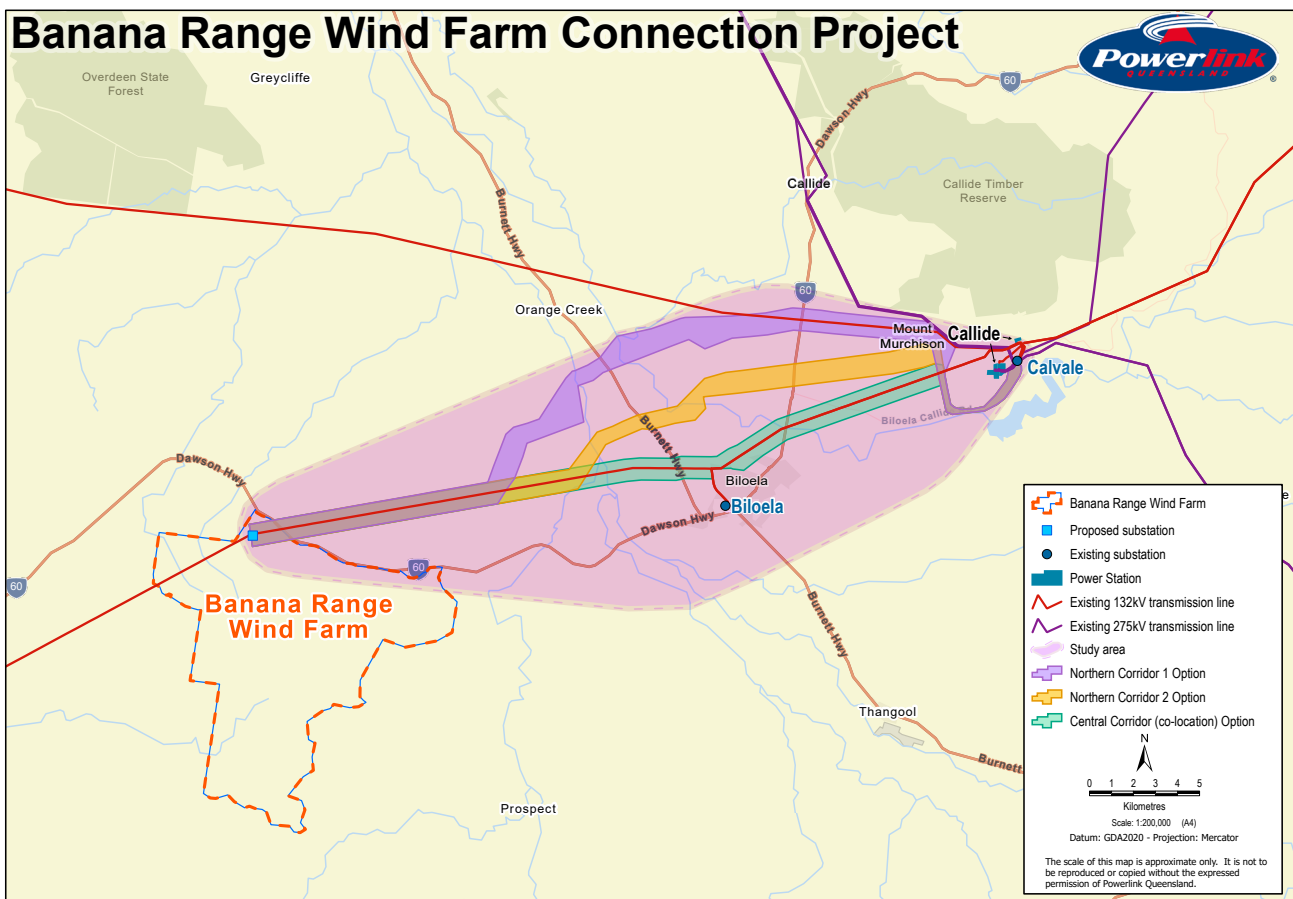 Banana Range Wind Farm Connection Project
Powerlink
QUEENSLAND
®
Overdeen State
Forest
Greycliffe
60
Dawson Hwy
Burnett Hwy
Callide
Callide Timber
Reserve
60
Orange Creek
Mount
Murchison
Callide
Calvale
Biloela Callide
Burnett Hwy
Dawson Hwy
Biloela
Biloela
Dawson Hwy
60
60
Banana Range
Wind Farm
Burnett Hwy
Thangool
Burnett
Prospect
Banana Range Wind Farm
Proposed substation
Existing substation
Power Station
Existing 132kV transmission line
Existing 275kV transmission line
Study area
Northern Corridor 1 Option
Northern Corridor 2 Option
Central Corridor (co-location) Option
N
0 1 2 3 4 5
Kilometres
Scale: 1:200,000 (A4)
Datum: GDA2020 - Projection: Mercator
The scale of this map is approximate only. It is not to
be reproduced or copied without the expressed
permission of Powerlink Queensland.